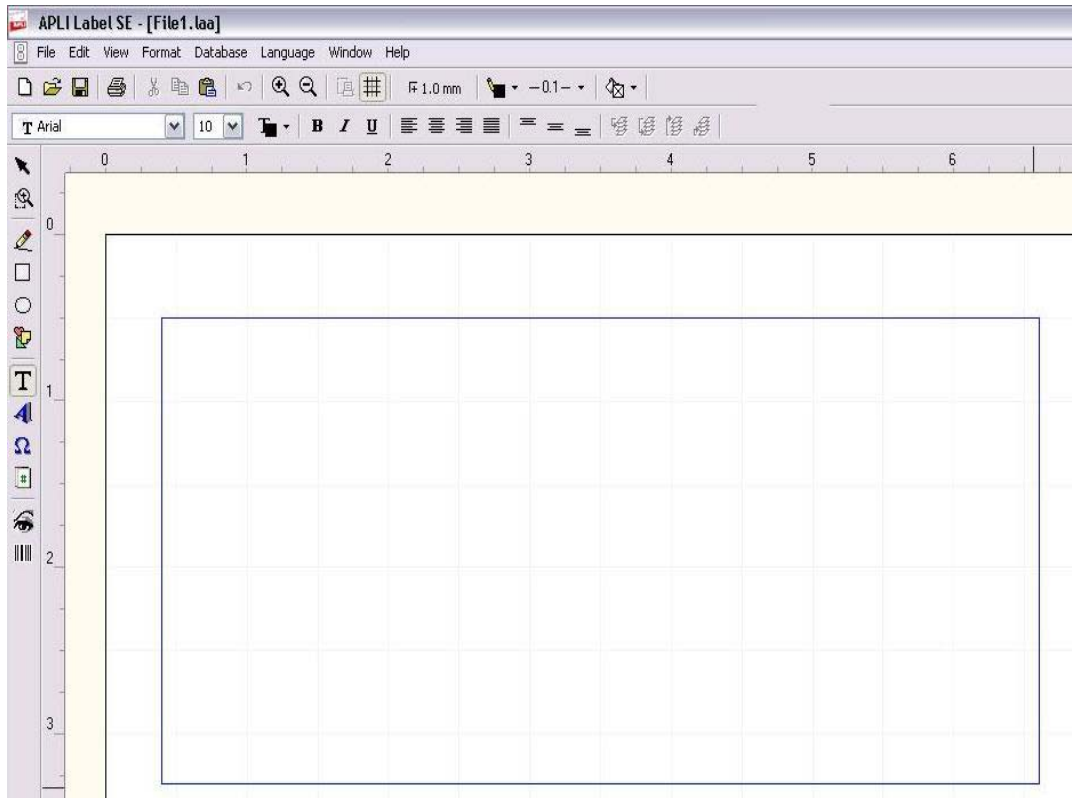 APLI Label SE - [File1.laa]
File Edit View Format Database Language Window Help
1.0 mm 0.1
T Arial 10 T B I U
0 1 2 3 4 5 6
0
T
1
A
Ω
#
2
3